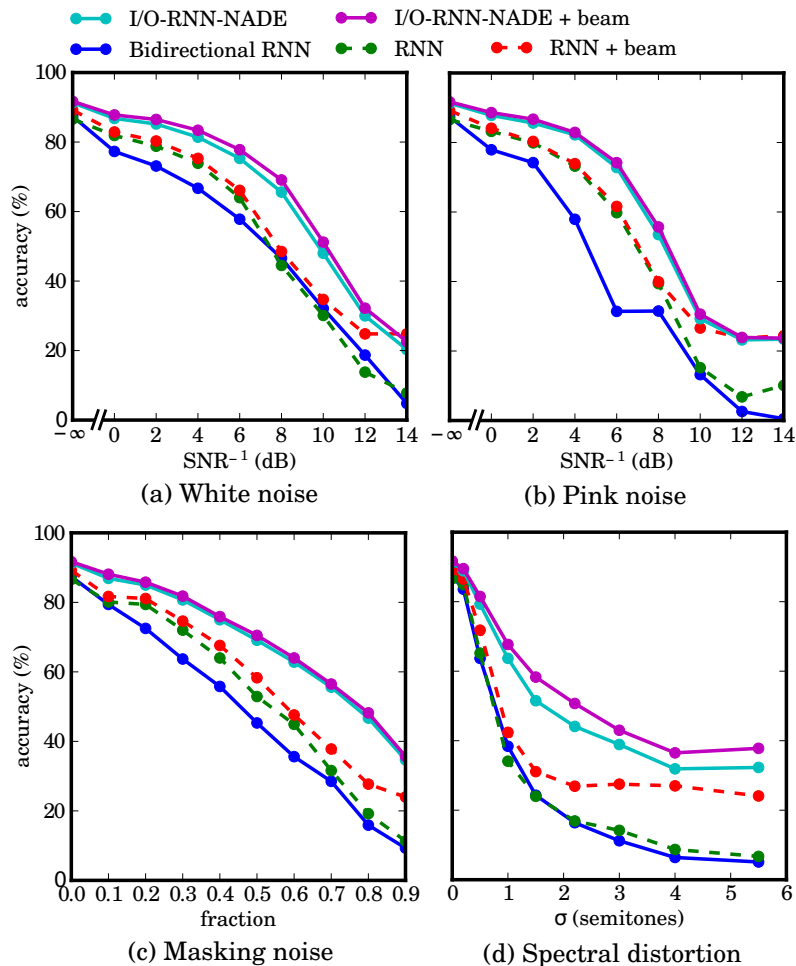 I/O-RNN-NADE
I/O-RNN-NADE + beam
Bidirectional RNN
RNN
RNN + beam
100
80
60
40
20
0
accuracy (%)
−∞ 0 2 4 6 8 10 12 14
SNR⁻¹ (dB)
(a) White noise
−∞ 0 2 4 6 8 10 12 14
SNR⁻¹ (dB)
(b) Pink noise
100
80
60
40
20
0
accuracy (%)
0.0 0.1 0.2 0.3 0.4 0.5 0.6 0.7 0.8 0.9
fraction
(c) Masking noise
0 1 2 3 4 5 6
σ (semitones)
(d) Spectral distortion